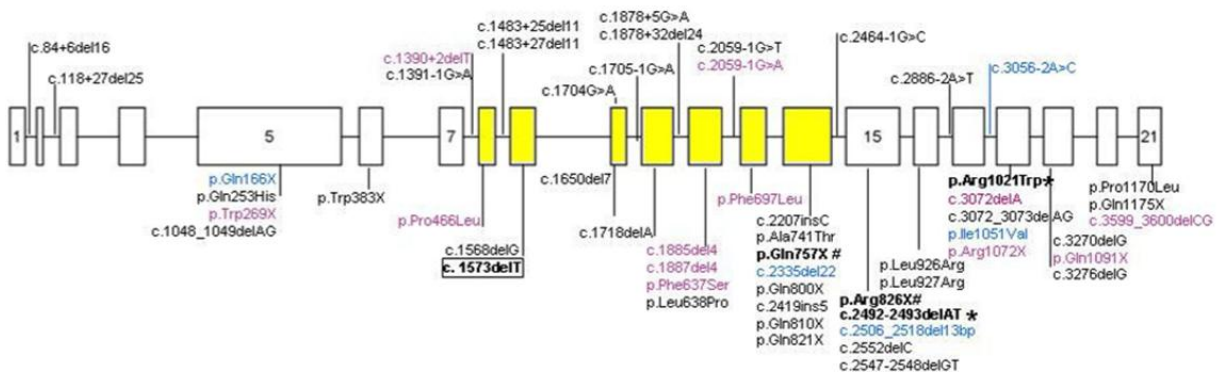 c.84+6del16
c.118+27del25
c.1390+2delT
c.1391-1G>A
c.1483+25del11
c.1483+27del11
c.1704G>A
c.1705-1G>A
c.1878+5G>A
c.1878+32del24
c.2059-1G>T
c.2059-1G>A
c.2464-1G>C
c.2886-2A>T
c.3056-2A>C
1
5
7
15
21
p.Gln166X
p.Gln253His
p.Trp269X
c.1048_1049delAG
p.Trp383X
p.Pro466Leu
c.1568delG
c. 1573delT
c.1650del7
c.1718delA
c.1885del4
c.1887del4
p.Phe637Ser
p.Leu638Pro
p.Phe697Leu
c.2207insC
p.Ala741Thr
p.Gln757X #
c.2335del22
p.Gln800X
c.2419ins5
p.Gln810X
p.Gln821X
p.Arg826X#
c.2492-2493delAT *
c.2506_2518del13bp
c.2552delC
c.2547-2548delGT
p.Leu926Arg
p.Leu927Arg
p.Arg1021Trp*
c.3072delA
c.3072_3073delAG
p.Ile1051Val
p.Arg1072X
c.3270delG
p.Gln1091X
c.3276delG
p.Pro1170Leu
p.Gln1175X
c.3599_3600delCG